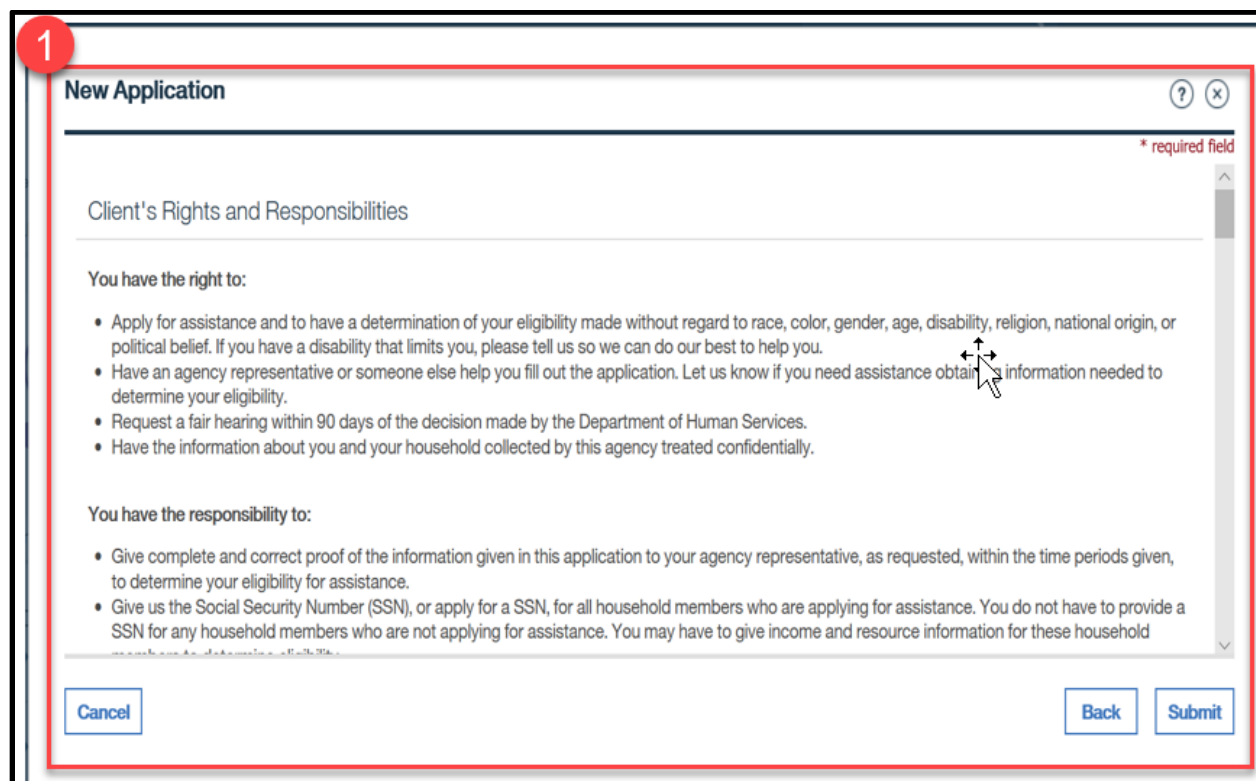 1
New Application
? x
* required field
Client's Rights and Responsibilities
You have the right to:
• Apply for assistance and to have a determination of your eligibility made without regard to race, color, gender, age, disability, religion, national origin, or
political belief. If you have a disability that limits you, please tell us so we can do our best to help you.
• Have an agency representative or someone else help you fill out the application. Let us know if you need assistance information needed to
determine your eligibility.
• Request a fair hearing within 90 days of the decision made by the Department of Human Services.
• Have the information about you and your household collected by this agency treated confidentially.
You have the responsibility to:
• Give complete and correct proof of the information given in this application to your agency representative, as requested, within the time periods given,
to determine your eligibility for assistance.
• Give us the Social Security Number (SSN), or apply for a SSN, for all household members who are applying for assistance. You do not have to provide a
SSN for any household members who are not applying for assistance. You may have to give income and resource information for these household
members to determine eligibility.
Cancel
Back
Submit